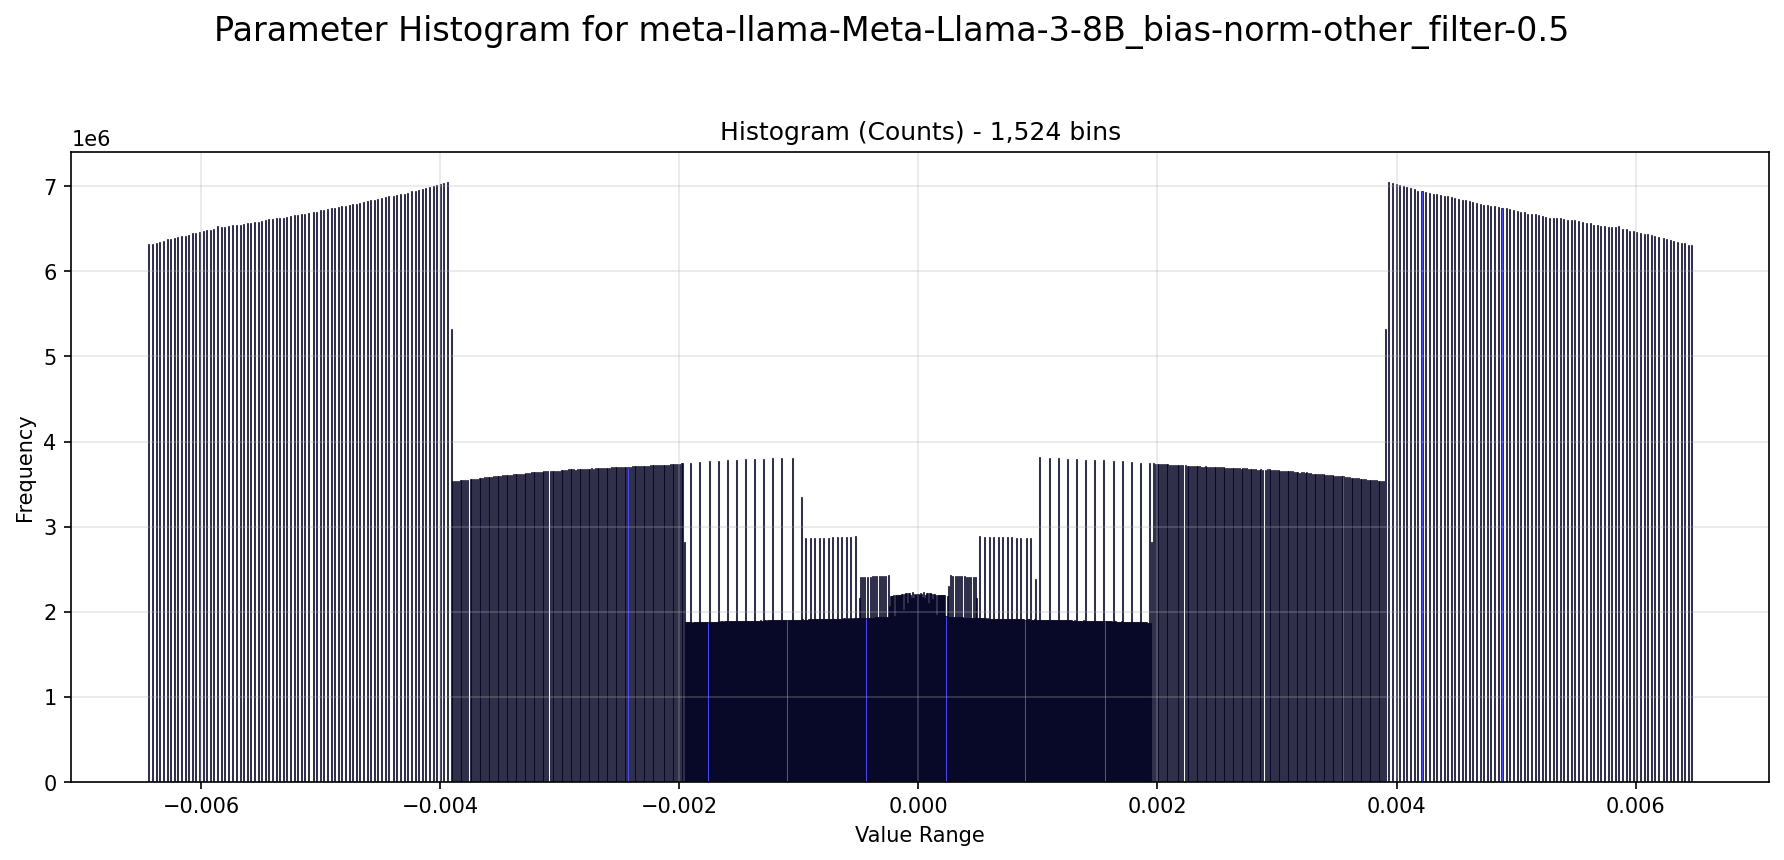 Parameter Histogram for meta-llama-Meta-Llama-3-8B_bias-norm-other_filter-0.5
Histogram (Counts) - 1,524 bins
1e6
7
6
5
4
3
2
1
0
Frequency
−0.006 −0.004 −0.002 0.000 0.002 0.004 0.006
Value Range